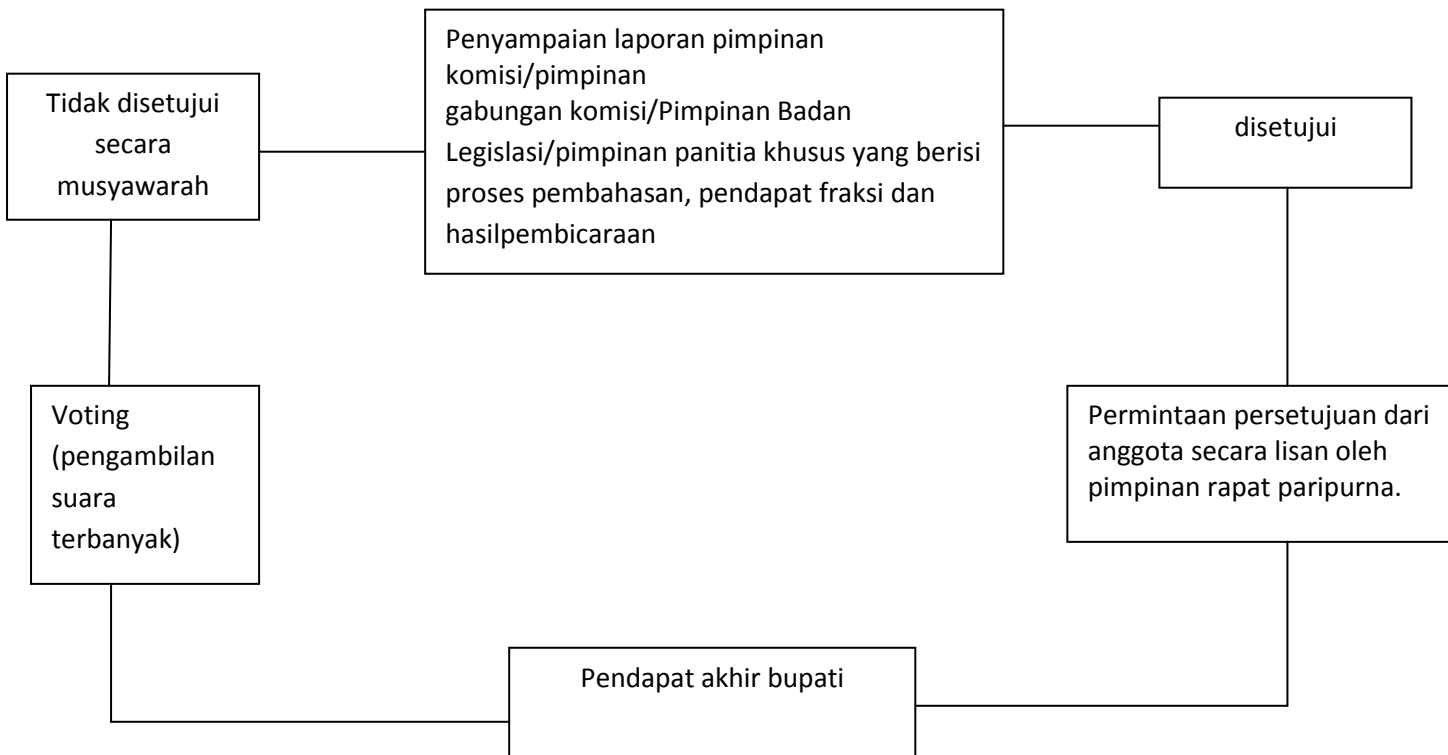 Penyampaian laporan pimpinan
komisi/pimpinan
gabungan komisi/Pimpinan Badan
Legislasi/pimpinan panitia khusus yang berisi
proses pembahasan, pendapat fraksi dan
hasilpembicaraan
Tidak disetujui
secara
musyawarah
disetujui
Voting
(pengambilan
suara
terbanyak)
Permintaan persetujuan dari
anggota secara lisan oleh
pimpinan rapat paripurna.
Pendapat akhir bupati